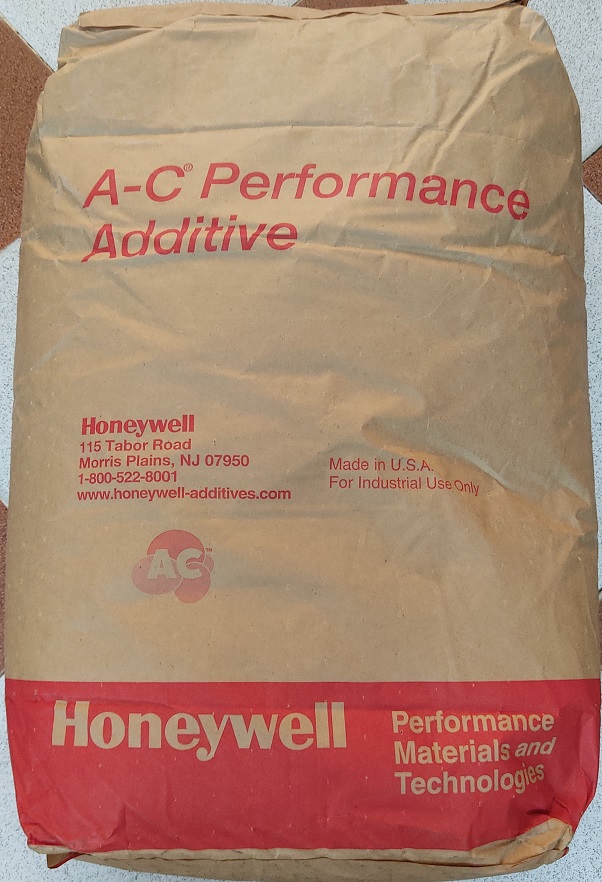 A-C® Performance
Additive
Honeywell
115 Tabor Road
Morris Plains, NJ 07950
1-800-522-8001
www.honeywell-additives.com
Made in U.S.A.
For Industrial Use Only
AC™
Honeywell
Performance
Materials and
Technologies